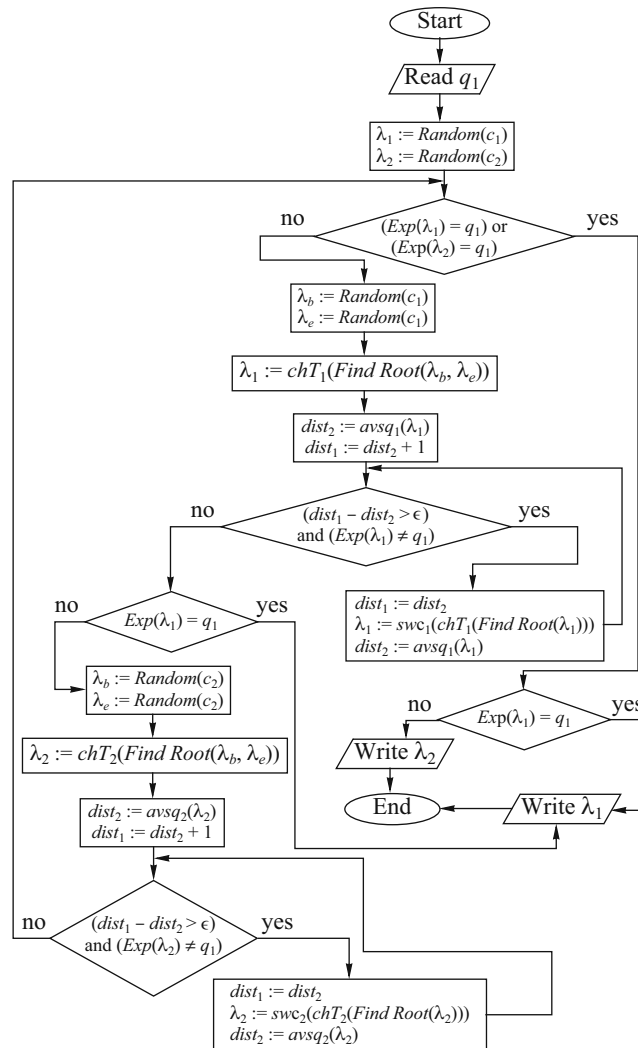 Start
Read q₁
λ₁ := Random(c₁)
λ₂ := Random(c₂)
no
(Exp(λ₁) = q₁) or
(Exp(λ₂) = q₁)
yes
λb := Random(c₁)
λe := Random(c₁)
λ₁ := chT₁(Find Root(λb, λe))
dist₂ := avsq₁(λ₁)
dist₁ := dist₂ + 1
no
(dist₁ − dist₂ > ϵ)
and (Exp(λ₁) ≠ q₁)
yes
dist₁ := dist₂
λ₁ := swc₁(chT₁(Find Root(λ₁)))
dist₂ := avsq₁(λ₁)
no
Exp(λ₁) = q₁
yes
λb := Random(c₂)
λe := Random(c₂)
no
Exp(λ₁) = q₁
yes
λ₂ := chT₂(Find Root(λb, λe))
Write λ₂
End
Write λ₁
dist₂ := avsq₂(λ₂)
dist₁ := dist₂ + 1
no
(dist₁ − dist₂ > ϵ)
and (Exp(λ₂) ≠ q₁)
yes
dist₁ := dist₂
λ₂ := swc₂(chT₂(Find Root(λ₂)))
dist₂ := avsq₂(λ₂)